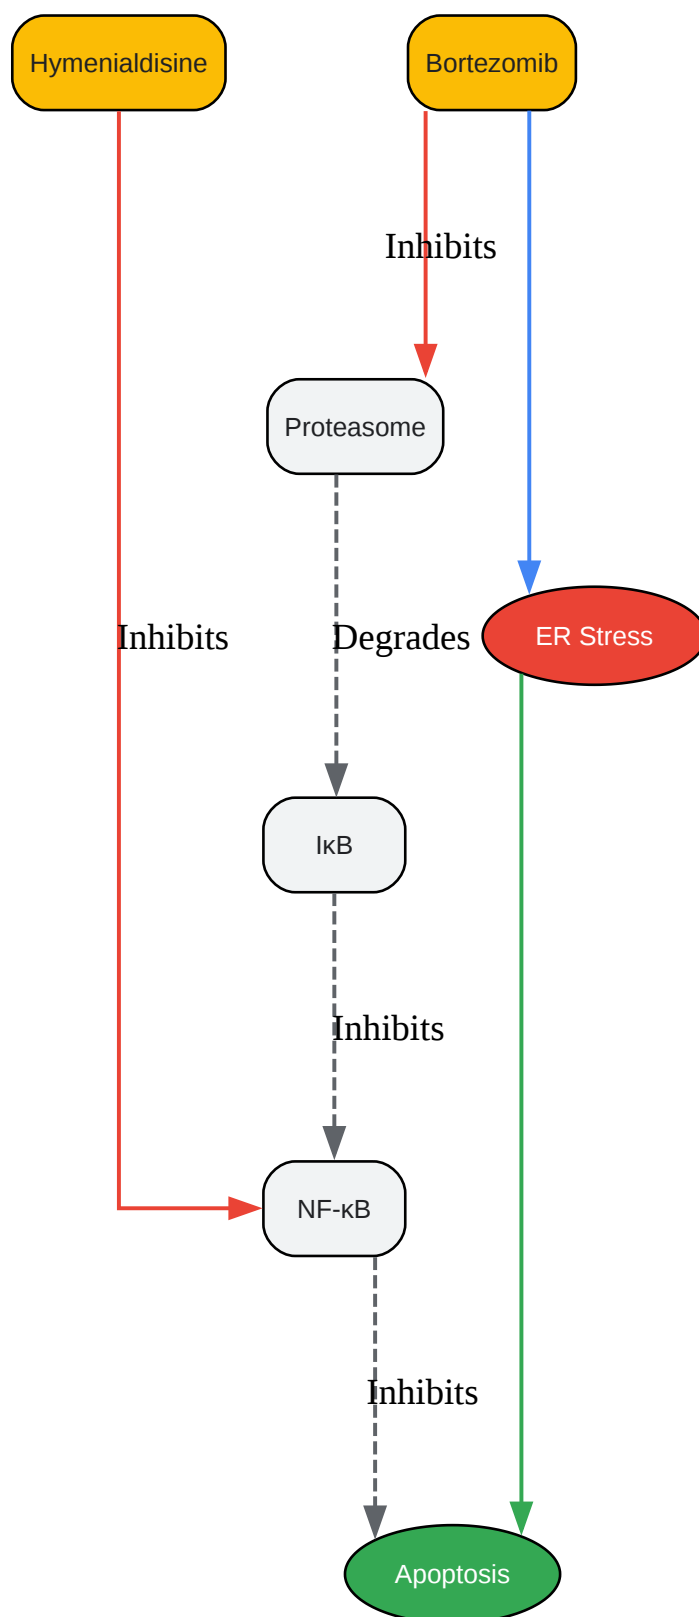 Hymenialdisine
Bortezomib
Inhibits
Proteasome
Inhibits
Degrades
ER Stress
IκB
Inhibits
NF-κB
Inhibits
Apoptosis